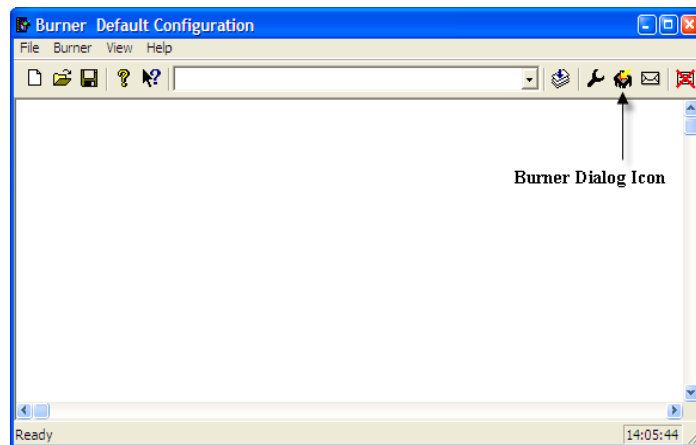 Burner Default Configuration
File Burner View Help
Burner Dialog Icon
Ready 14:05:44